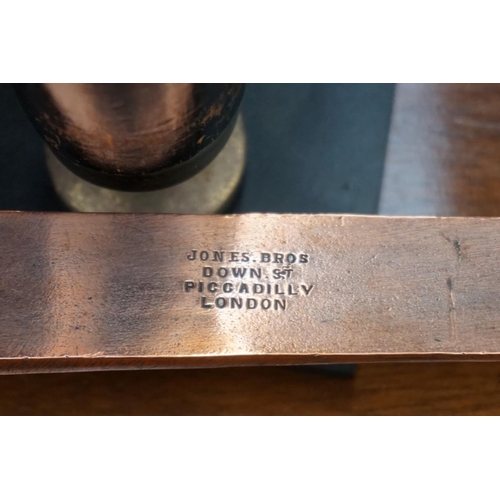 JONES. BROS
DOWN. ST
PICCADILLY
LONDON